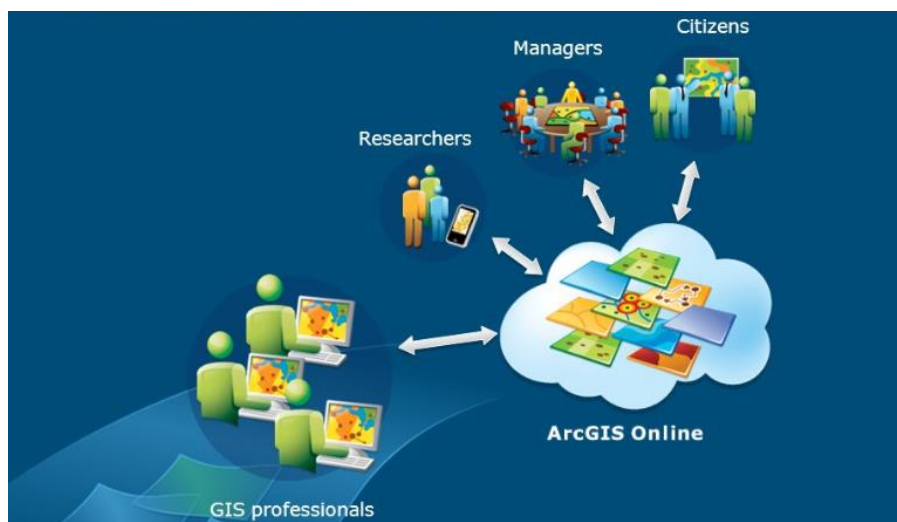 Citizens
Managers
Researchers
ArcGIS Online
GIS professionals